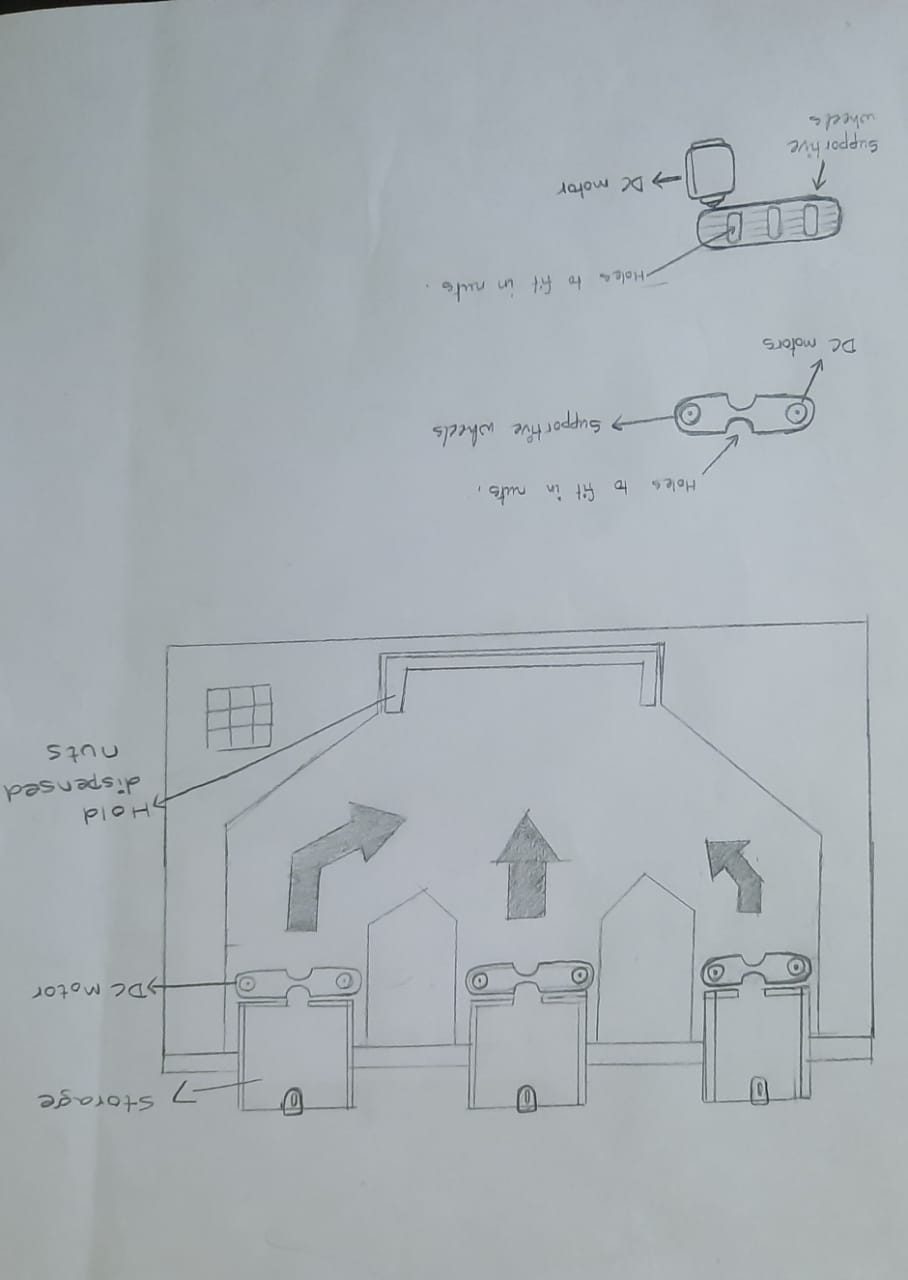 Storage
DC motor
Hold
dispensed
nuts
Holes to fit in nuts.
Supportive wheels
DC motors
Holes to fit in nuts.
DC motor
Supportive
wheels